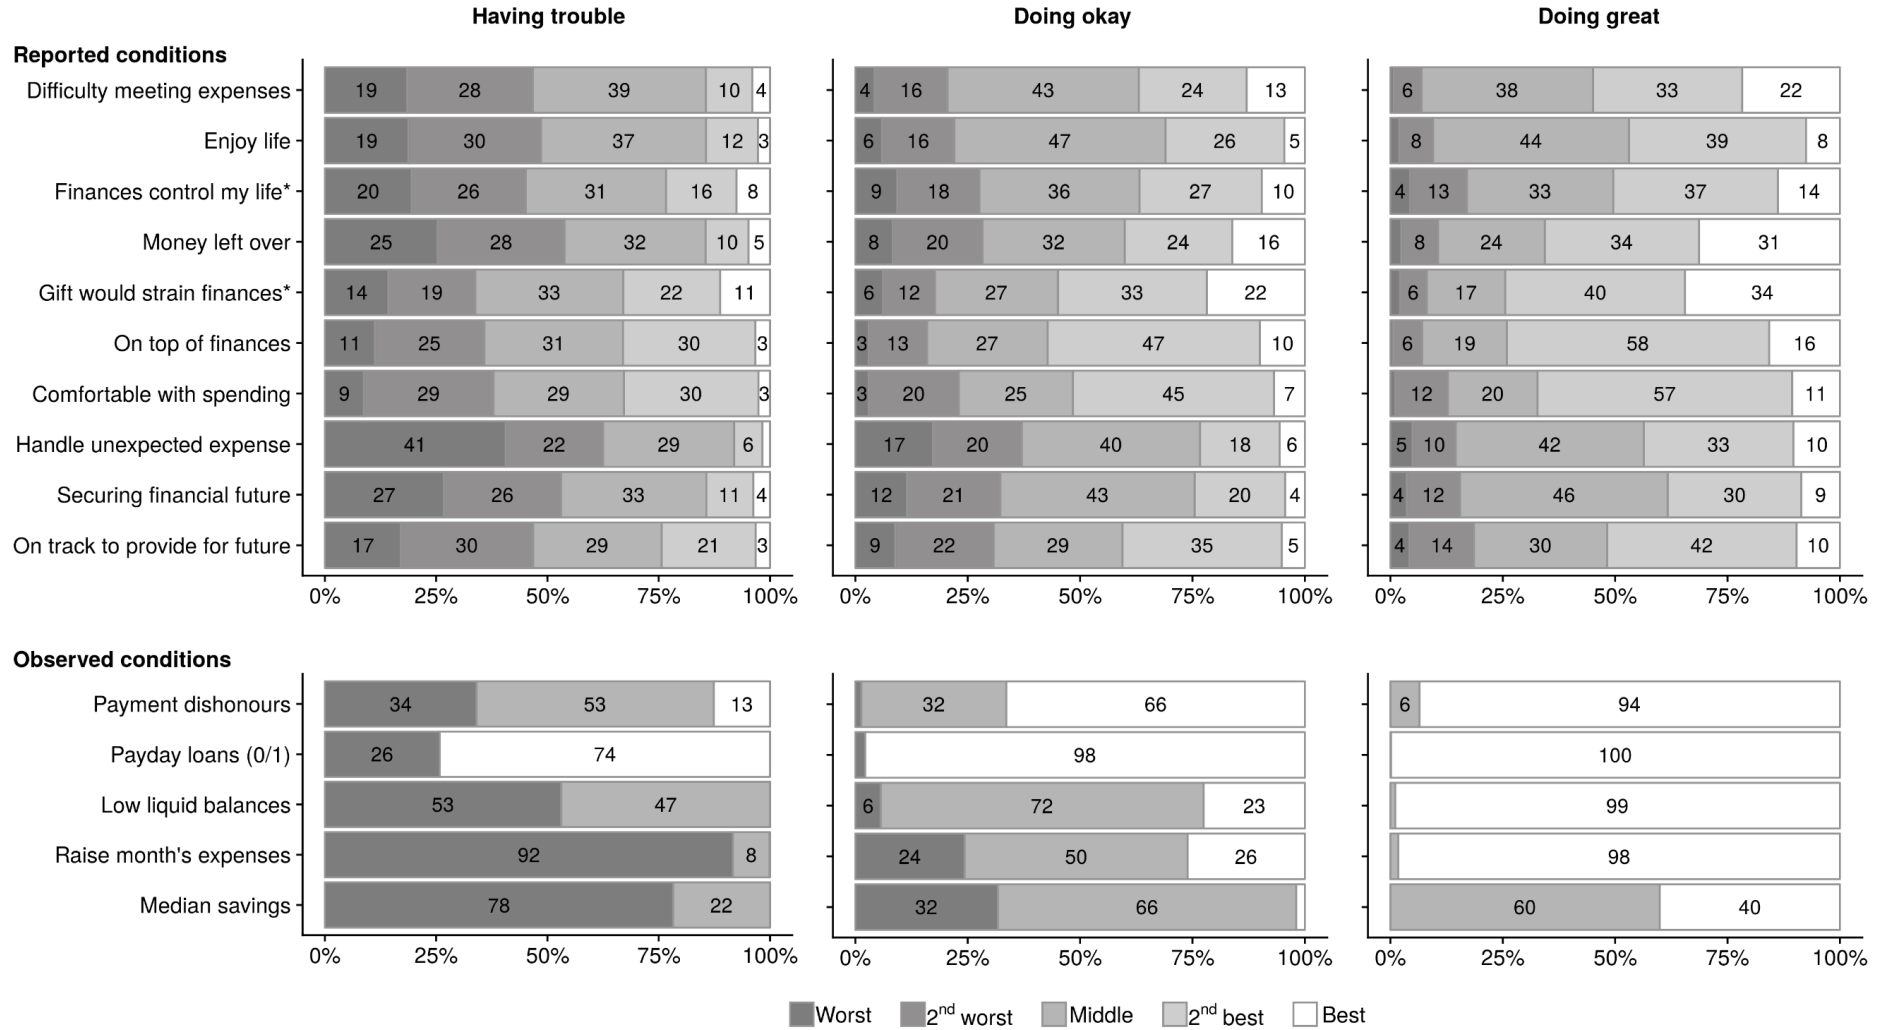 Having trouble Doing okay Doing great
Reported conditions
Difficulty meeting expenses 19 28 39 10 4 4 16 43 24 13 6 38 33 22
Enjoy life 19 30 37 12 3 6 16 47 26 5 8 44 39 8
Finances control my life* 20 26 31 16 8 9 18 36 27 10 4 13 33 37 14
Money left over 25 28 32 10 5 8 20 32 24 16 8 24 34 31
Gift would strain finances* 14 19 33 22 11 6 12 27 33 22 6 17 40 34
On top of finances 11 25 31 30 3 3 13 27 47 10 6 19 58 16
Comfortable with spending 9 29 29 30 3 3 20 25 45 7 12 20 57 11
Handle unexpected expense 41 22 29 6 17 20 40 18 6 5 10 42 33 10
Securing financial future 27 26 33 11 4 12 21 43 20 4 4 12 46 30 9
On track to provide for future 17 30 29 21 3 9 22 29 35 5 4 14 30 42 10
0% 25% 50% 75% 100% 0% 25% 50% 75% 100% 0% 25% 50% 75% 100%
Observed conditions
Payment dishonours 34 53 13 32 66 6 94
Payday loans (0/1) 26 74 98 100
Low liquid balances 53 47 6 72 23 99
Raise month's expenses 92 8 24 50 26 98
Median savings 78 22 32 66 60 40
0% 25% 50% 75% 100% 0% 25% 50% 75% 100% 0% 25% 50% 75% 100%
Worst 2nd worst Middle 2nd best Best